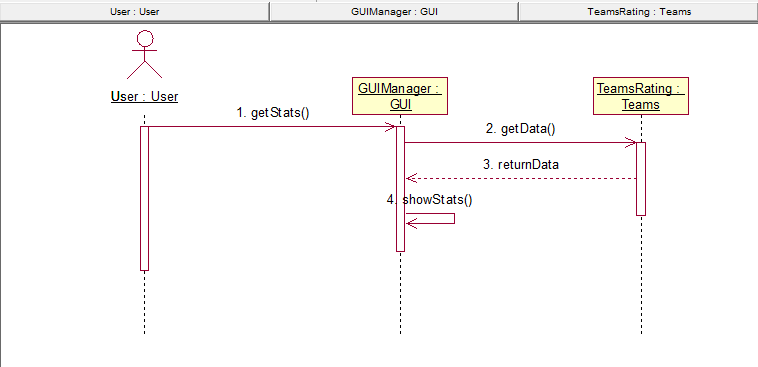 User : User
GUIManager : GUI
TeamsRating : Teams
User : User
GUIManager :
GUI
TeamsRating :
Teams
1. getStats()
2. getData()
3. returnData
4. showStats()